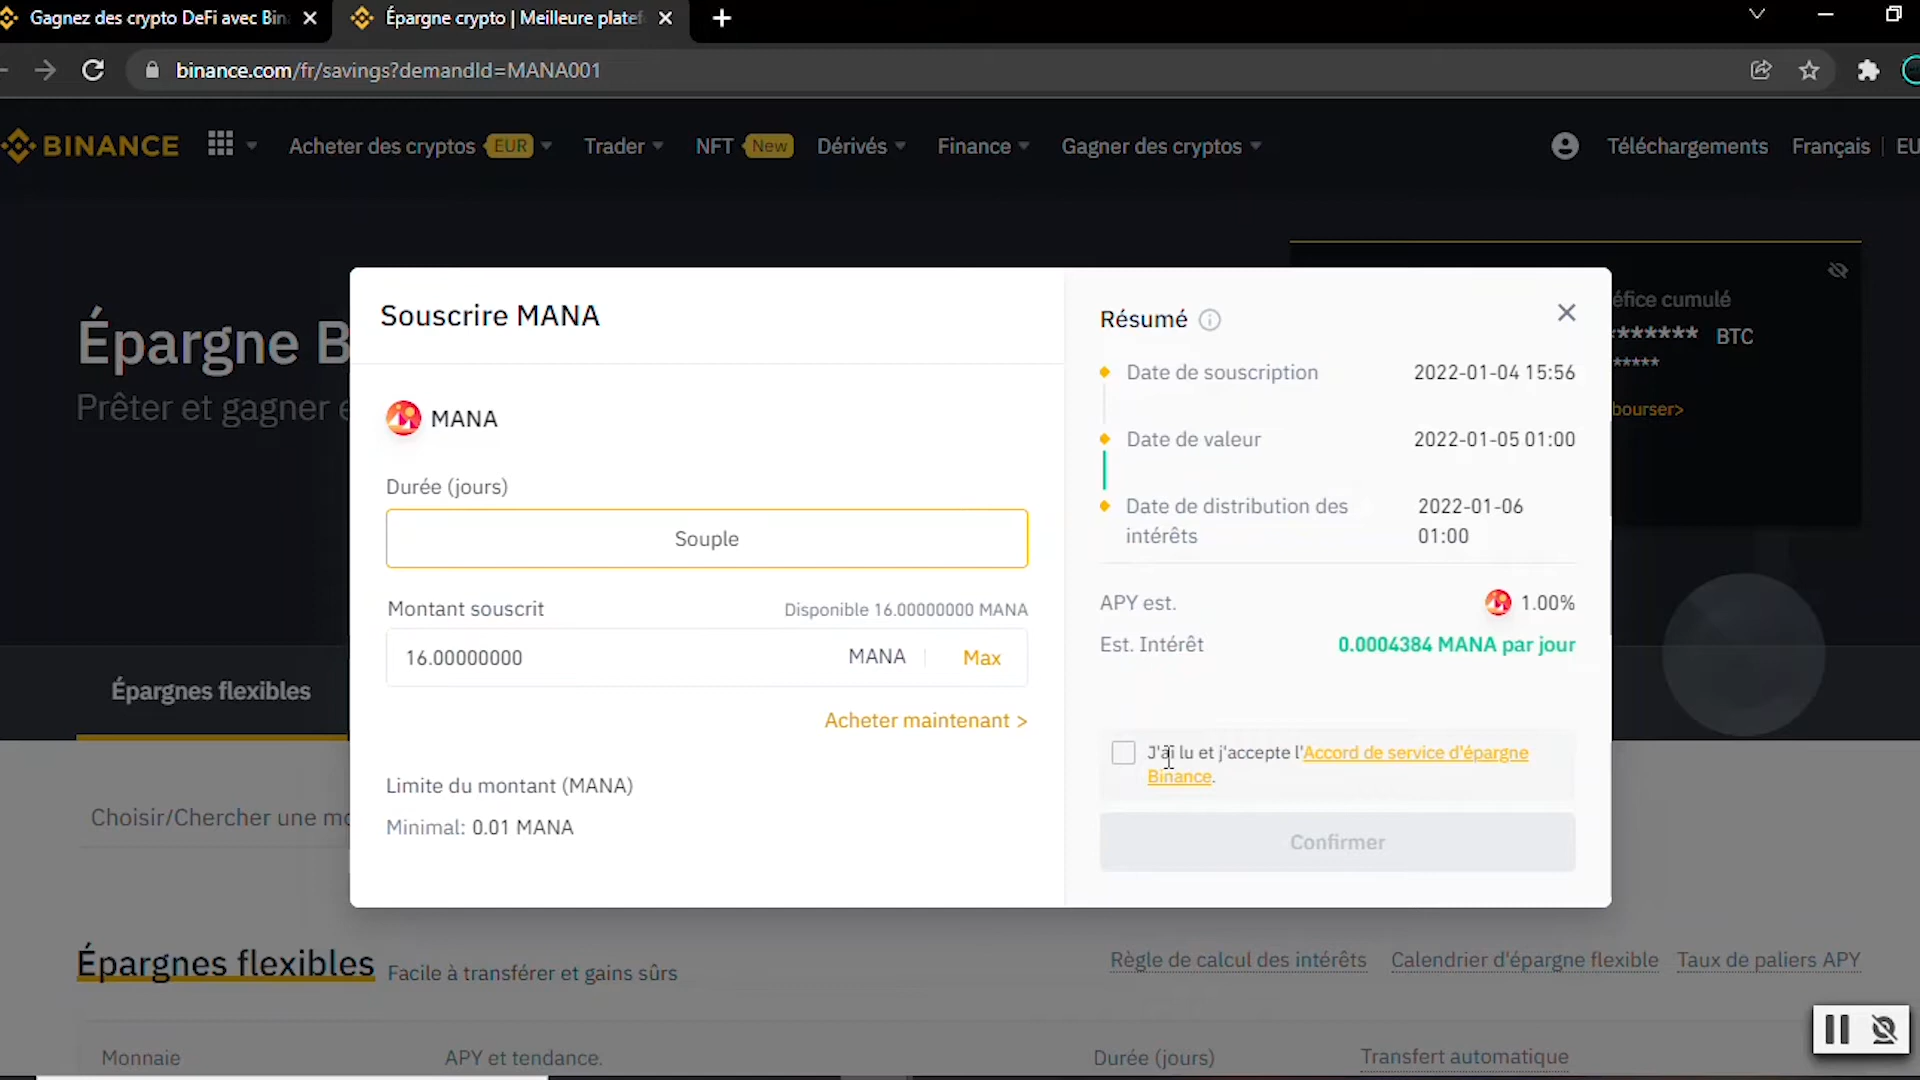 Gagnez des crypto DeFi avec Bin
Épargne crypto | Meilleure platef
binance.com/fr/savings?demandId=MANA001
BINANCE
Acheter des cryptos EUR
Trader
NFT New
Dérivés
Finance
Gagner des cryptos
Téléchargements
Français
EU
Épargne B
Prêter et gagner e
éfice cumulé
******* BTC
*****
bourser>
Souscrire MANA
MANA
Durée (jours)
Souple
Montant souscrit
Disponible 16.00000000 MANA
16.00000000 MANA Max
Acheter maintenant >
Limite du montant (MANA)
Minimal: 0.01 MANA
Résumé
Date de souscription 2022-01-04 15:56
Date de valeur 2022-01-05 01:00
Date de distribution des 2022-01-06
intérêts 01:00
APY est. 1.00%
Est. Intérêt 0.0004384 MANA par jour
J'ai lu et j'accepte l'Accord de service d'épargne
Binance.
Confirmer
Épargnes flexibles
Choisir/Chercher une mo
Épargnes flexibles Facile à transférer et gains sûrs
Règle de calcul des intérêts
Calendrier d'épargne flexible
Taux de paliers APY
Monnaie
APY et tendance.
Durée (jours)
Transfert automatique